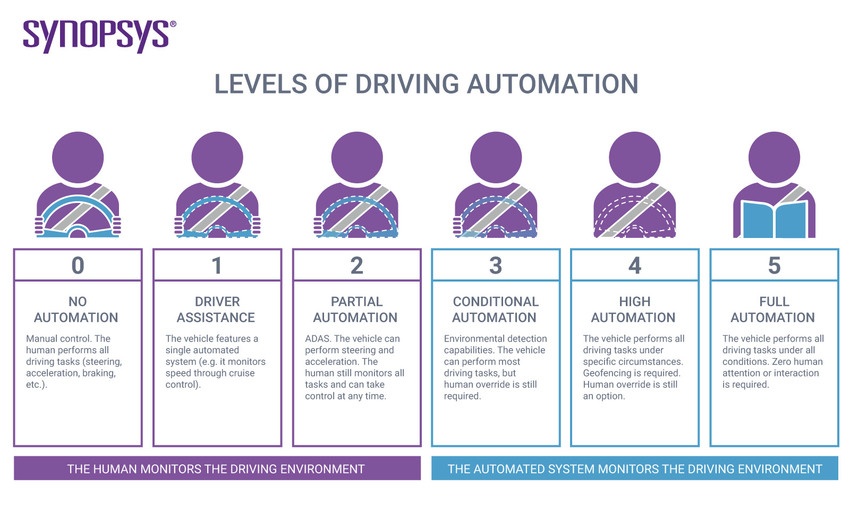 SYNOPSYS®
LEVELS OF DRIVING AUTOMATION
0
NO
AUTOMATION
Manual control. The
human performs all
driving tasks (steering,
acceleration, braking,
etc.).
1
DRIVER
ASSISTANCE
The vehicle features a
single automated
system (e.g. it monitors
speed through cruise
control).
2
PARTIAL
AUTOMATION
ADAS. The vehicle can
perform steering and
acceleration. The
human still monitors all
tasks and can take
control at any time.
3
CONDITIONAL
AUTOMATION
Environmental detection
capabilities. The vehicle
can perform most
driving tasks, but
human override is still
required.
4
HIGH
AUTOMATION
The vehicle performs all
driving tasks under
specific circumstances.
Geofencing is required.
Human override is still
an option.
5
FULL
AUTOMATION
The vehicle performs all
driving tasks under all
conditions. Zero human
attention or interaction
is required.
THE HUMAN MONITORS THE DRIVING ENVIRONMENT
THE AUTOMATED SYSTEM MONITORS THE DRIVING ENVIRONMENT